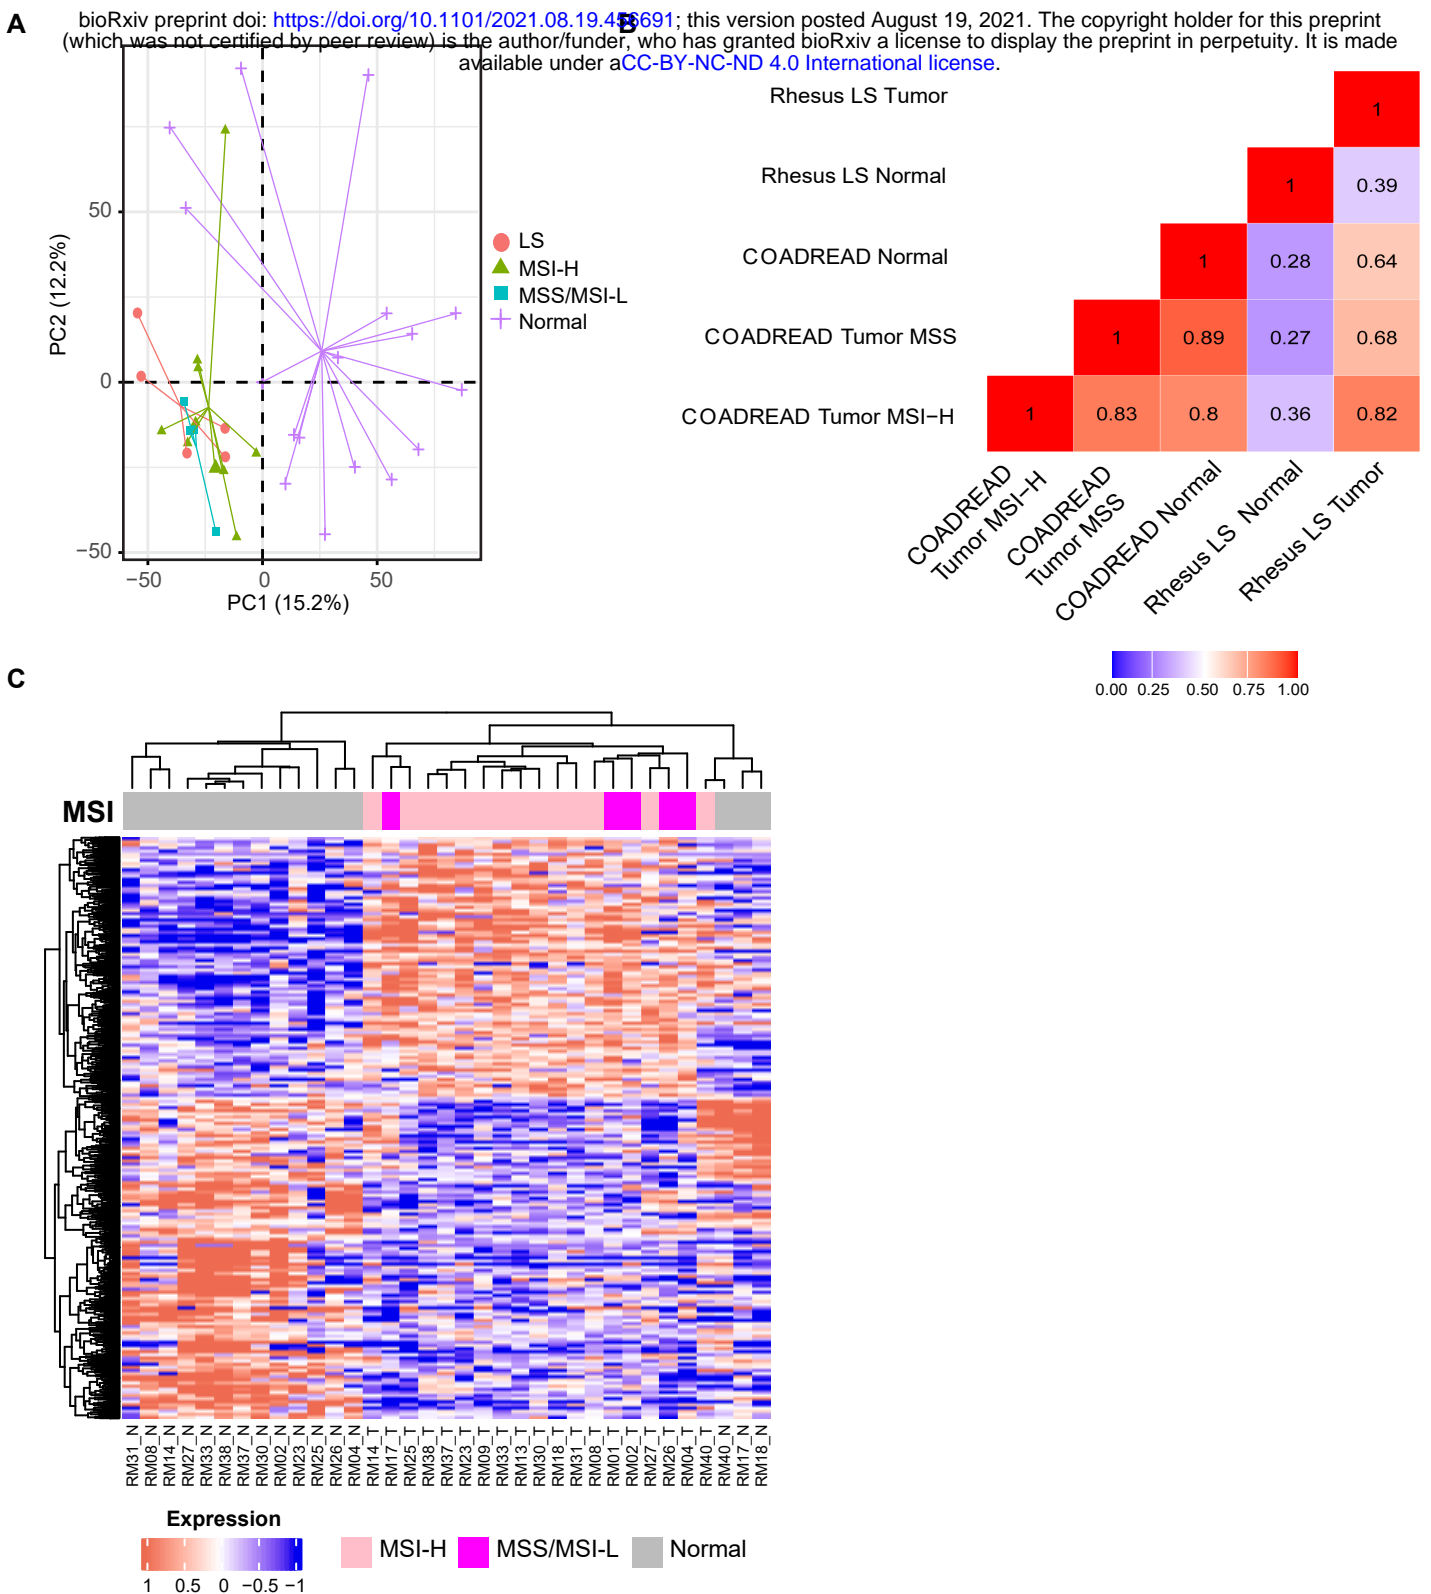 bioRxiv preprint doi: https://doi.org/10.1101/2021.08.19.456691; this version posted August 19, 2021. The copyright holder for this preprint
(which was not certified by peer review) is the author/funder, who has granted bioRxiv a license to display the preprint in perpetuity. It is made
available under aCC-BY-NC-ND 4.0 International license.
A
PC2 (12.2%)
50
0
−50
−50
0
50
PC1 (15.2%)
LS
MSI-H
MSS/MSI-L
Normal
B
Rhesus LS Tumor
1
Rhesus LS Normal
1 0.39
COADREAD Normal
1 0.28 0.64
COADREAD Tumor MSS
1 0.89 0.27 0.68
COADREAD Tumor MSI−H
1 0.83 0.8 0.36 0.82
COADREAD
Tumor MSI−H
COADREAD
Tumor MSS
COADREAD Normal
Rhesus LS Normal
Rhesus LS Tumor
0.00 0.25 0.50 0.75 1.00
C
MSI
RM31_N
RM08_N
RM14_N
RM27_N
RM33_N
RM38_N
RM37_N
RM30_N
RM02_N
RM23_N
RM25_N
RM26_N
RM04_N
RM14_T
RM17_T
RM25_T
RM38_T
RM37_T
RM23_T
RM09_T
RM33_T
RM13_T
RM30_T
RM18_T
RM31_T
RM08_T
RM01_T
RM02_T
RM27_T
RM26_T
RM04_T
RM40_T
RM40_N
RM17_N
RM18_N
Expression
1 0.5 0 −0.5 −1
MSI-H
MSS/MSI-L
Normal